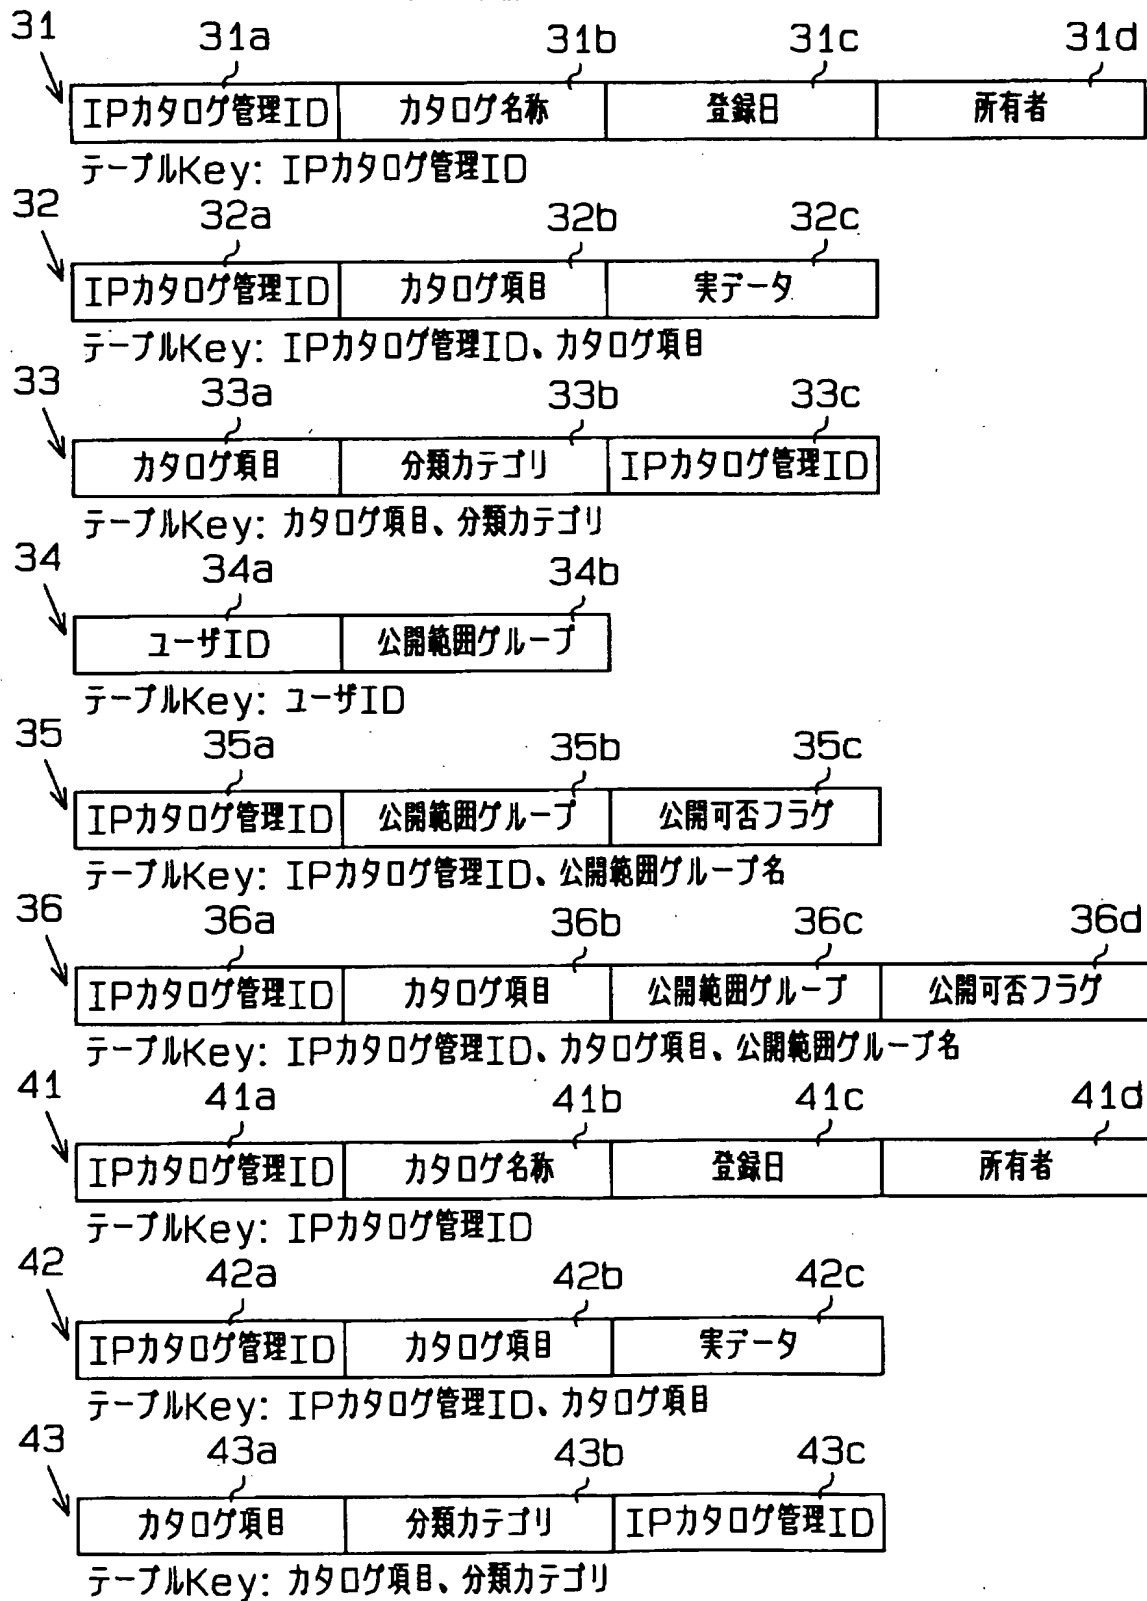 31 31a 31b 31c 31d
IPカタログ管理ID カタログ名称 登録日 所有者
テーブルKey: IPカタログ管理ID
32 32a 32b 32c
IPカタログ管理ID カタログ項目 実データ
テーブルKey: IPカタログ管理ID、カタログ項目
33 33a 33b 33c
カタログ項目 分類カテゴリ IPカタログ管理ID
テーブルKey: カタログ項目、分類カテゴリ
34 34a 34b
ユーザID 公開範囲グループ
テーブルKey: ユーザID
35 35a 35b 35c
IPカタログ管理ID 公開範囲グループ 公開可否フラグ
テーブルKey: IPカタログ管理ID、公開範囲グループ名
36 36a 36b 36c 36d
IPカタログ管理ID カタログ項目 公開範囲グループ 公開可否フラグ
テーブルKey: IPカタログ管理ID、カタログ項目、公開範囲グループ名
41 41a 41b 41c 41d
IPカタログ管理ID カタログ名称 登録日 所有者
テーブルKey: IPカタログ管理ID
42 42a 42b 42c
IPカタログ管理ID カタログ項目 実データ
テーブルKey: IPカタログ管理ID、カタログ項目
43 43a 43b 43c
カタログ項目 分類カテゴリ IPカタログ管理ID
テーブルKey: カタログ項目、分類カテゴリ